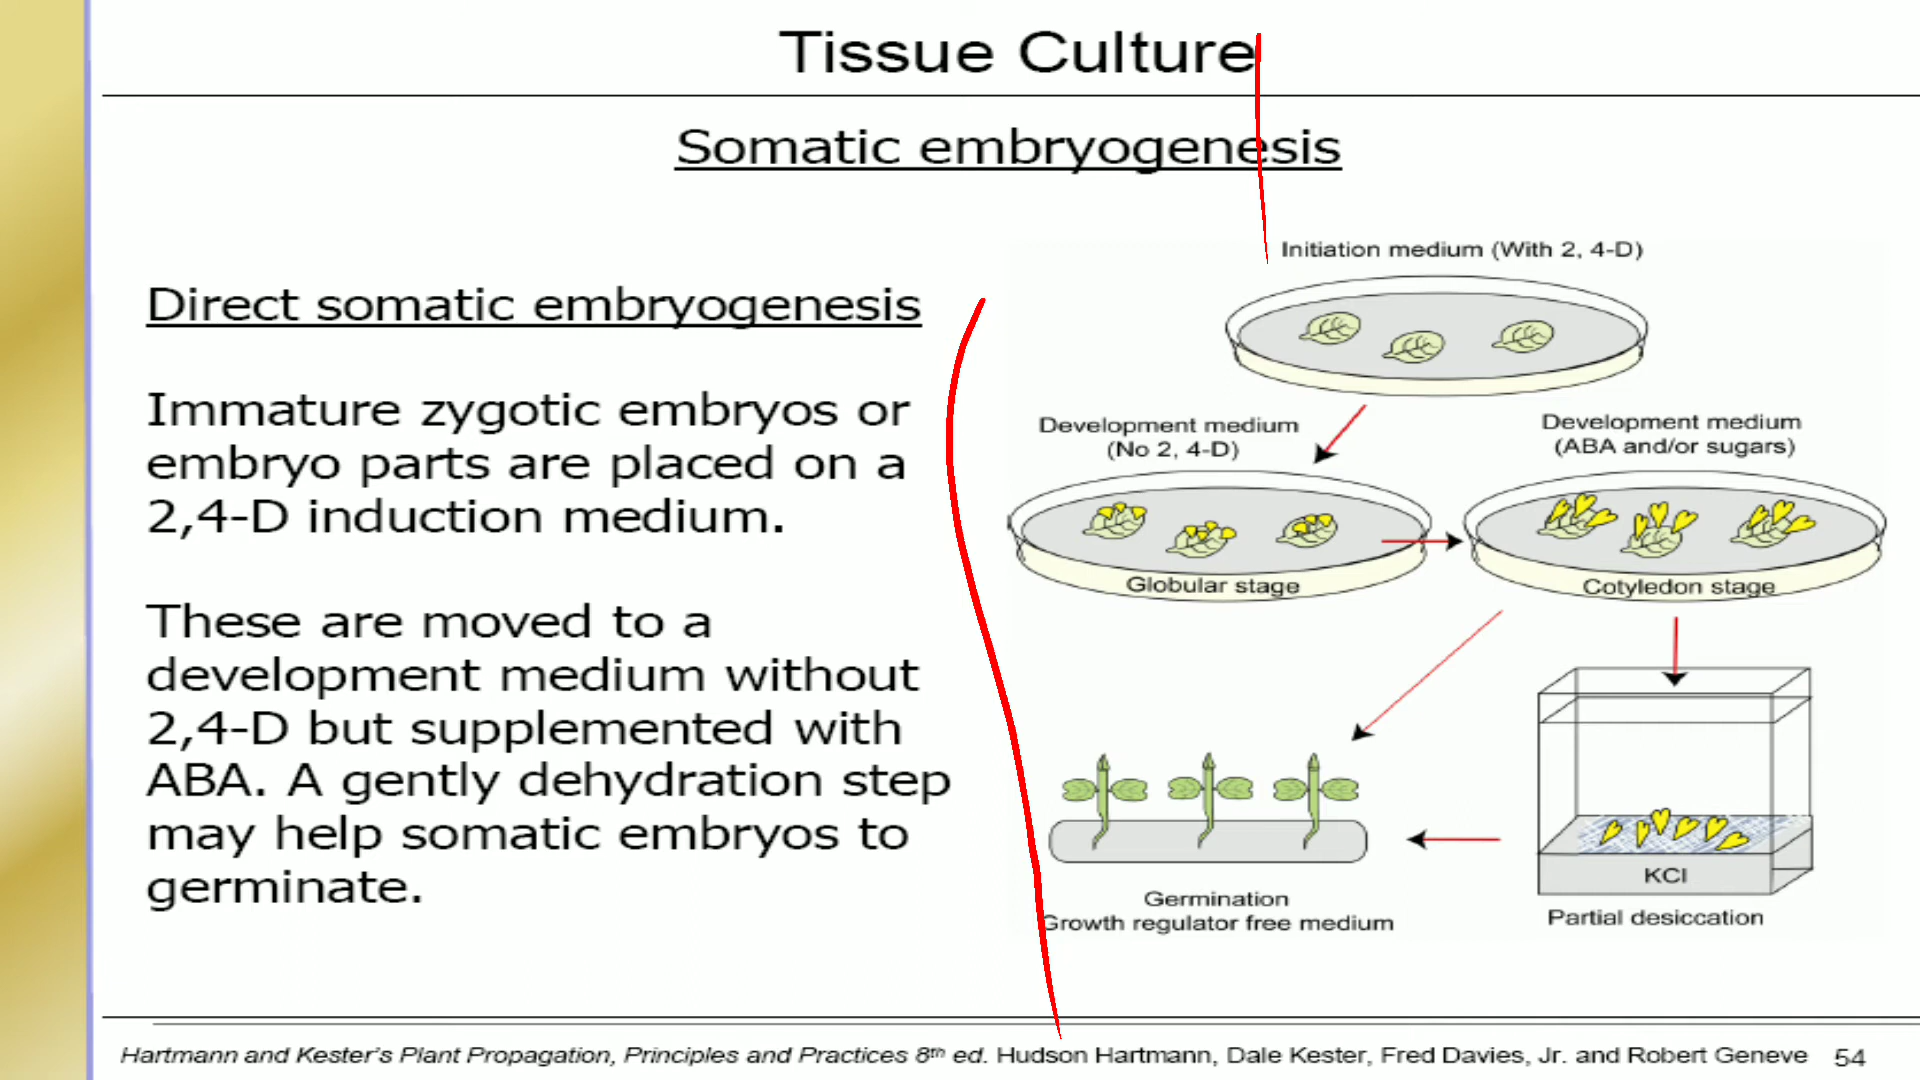 Tissue Culture
Somatic embryogenesis
Direct somatic embryogenesis
Immature zygotic embryos or
embryo parts are placed on a
2,4-D induction medium.
These are moved to a
development medium without
2,4-D but supplemented with
ABA. A gently dehydration step
may help somatic embryos to
germinate.
Initiation medium (With 2, 4-D)
Development medium
(No 2, 4-D)
Development medium
(ABA and/or sugars)
Globular stage
Cotyledon stage
KCl
Partial desiccation
Germination
Growth regulator free medium
Hartmann and Kester's Plant Propagation, Principles and Practices 8th ed. Hudson Hartmann, Dale Kester, Fred Davies, Jr. and Robert Geneve 54